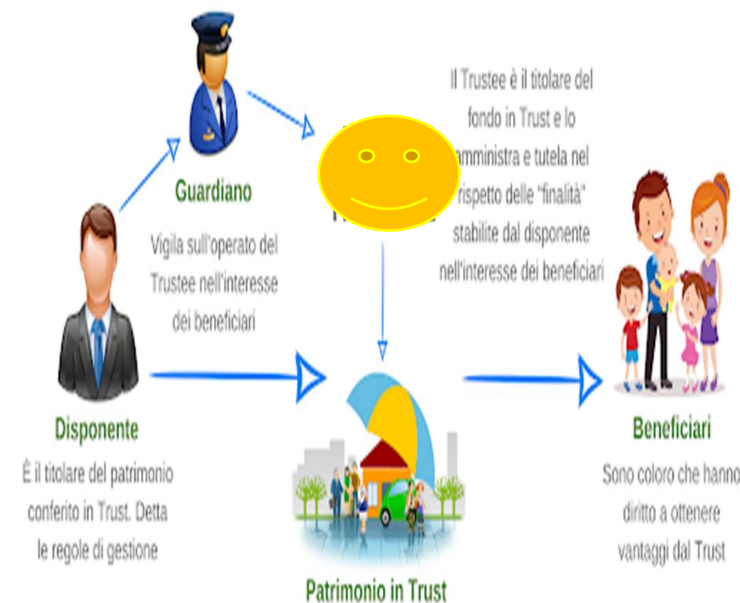 Il Trustee è il titolare del
fondo in Trust e lo
amministra e tutela nel
rispetto delle "finalità"
stabilite dal disponente
nell'interesse dei beneficiari
Guardiano
Vigila sull'operato del
Trustee nell'interesse
dei beneficiari
Disponente
È il titolare del patrimonio
conferito in Trust. Detta
le regole di gestione
Patrimonio in Trust
Beneficiari
Sono coloro che hanno
diritto a ottenere
vantaggi dal Trust